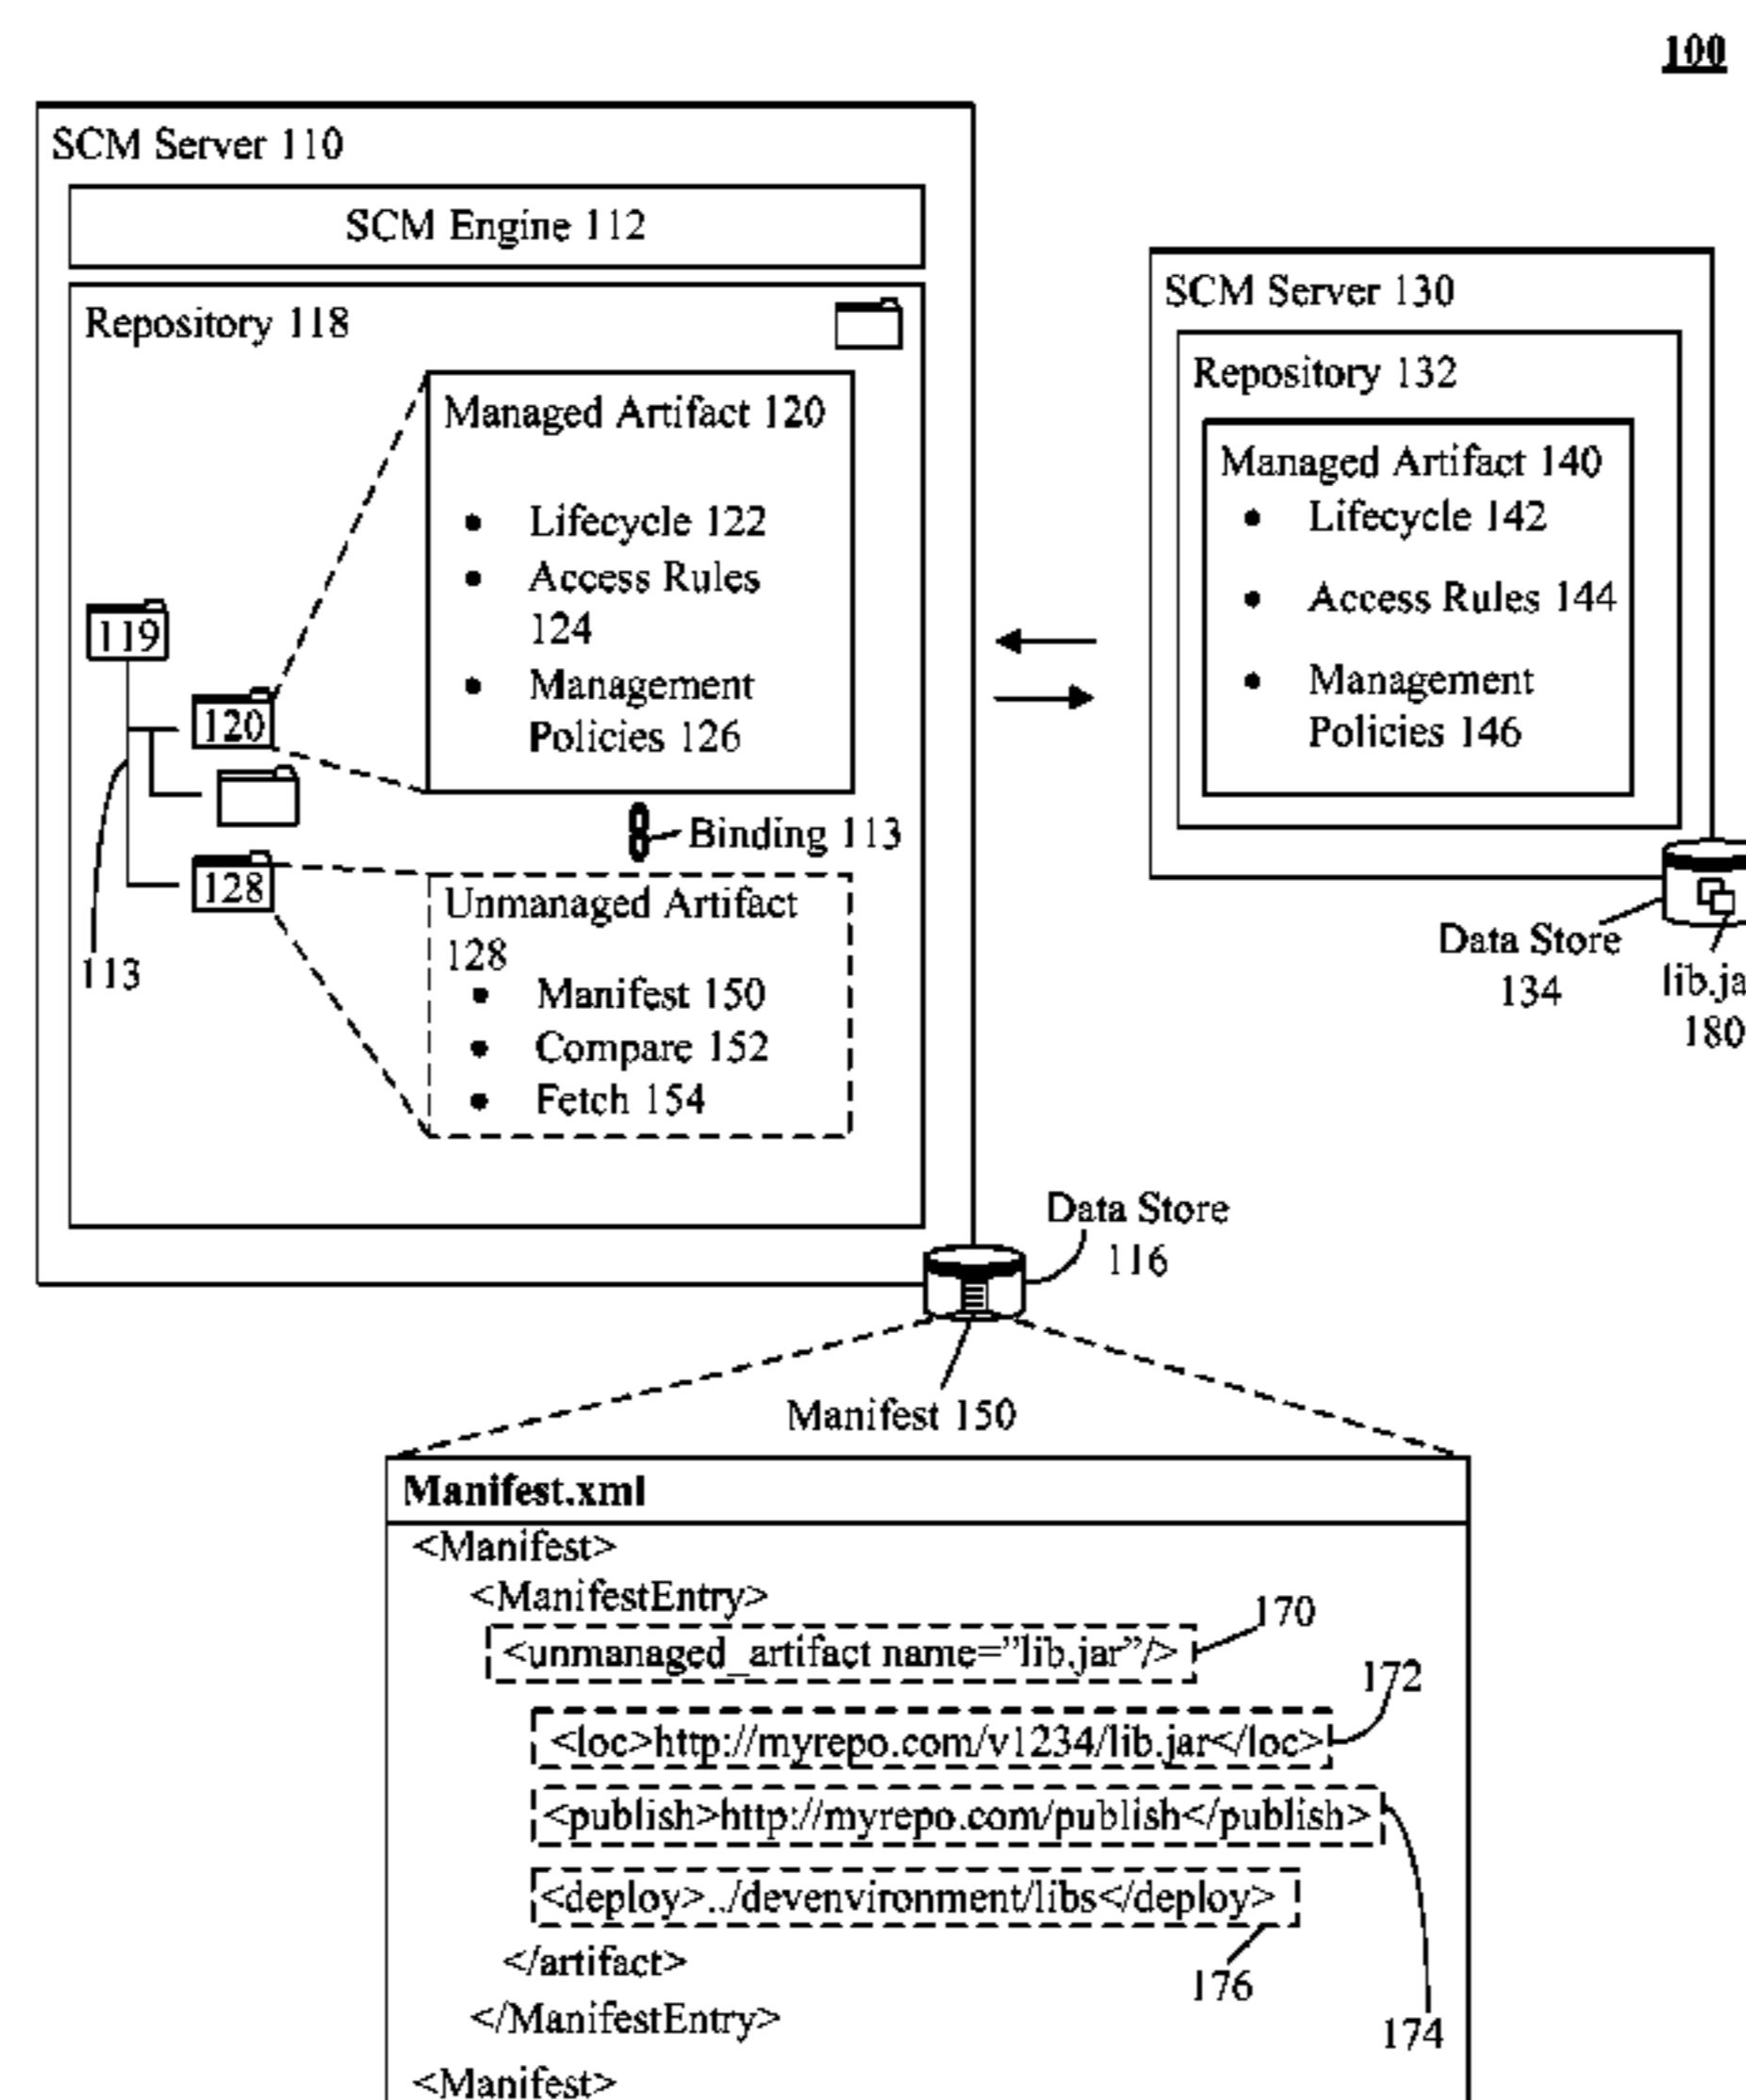 100
SCM Server 110
SCM Engine 112
Repository 118
Managed Artifact 120
• Lifecycle 122
• Access Rules
124
• Management
Policies 126
119
120
128
113
Binding 113
Unmanaged Artifact
128
• Manifest 150
• Compare 152
• Fetch 154
SCM Server 130
Repository 132
Managed Artifact 140
• Lifecycle 142
• Access Rules 144
• Management
Policies 146
Data Store
134
lib.ja
180
Data Store
116
Manifest 150
Manifest.xml
<Manifest>
<ManifestEntry>
170
<unmanaged_artifact name=”lib.jar”/>
172
<loc>http://myrepo.com/v1234/lib.jar</loc>
<publish>http://myrepo.com/publish</publish>
<deploy>../devenvironment/libs</deploy>
</artifact>
176
</ManifestEntry>
174
<Manifest>